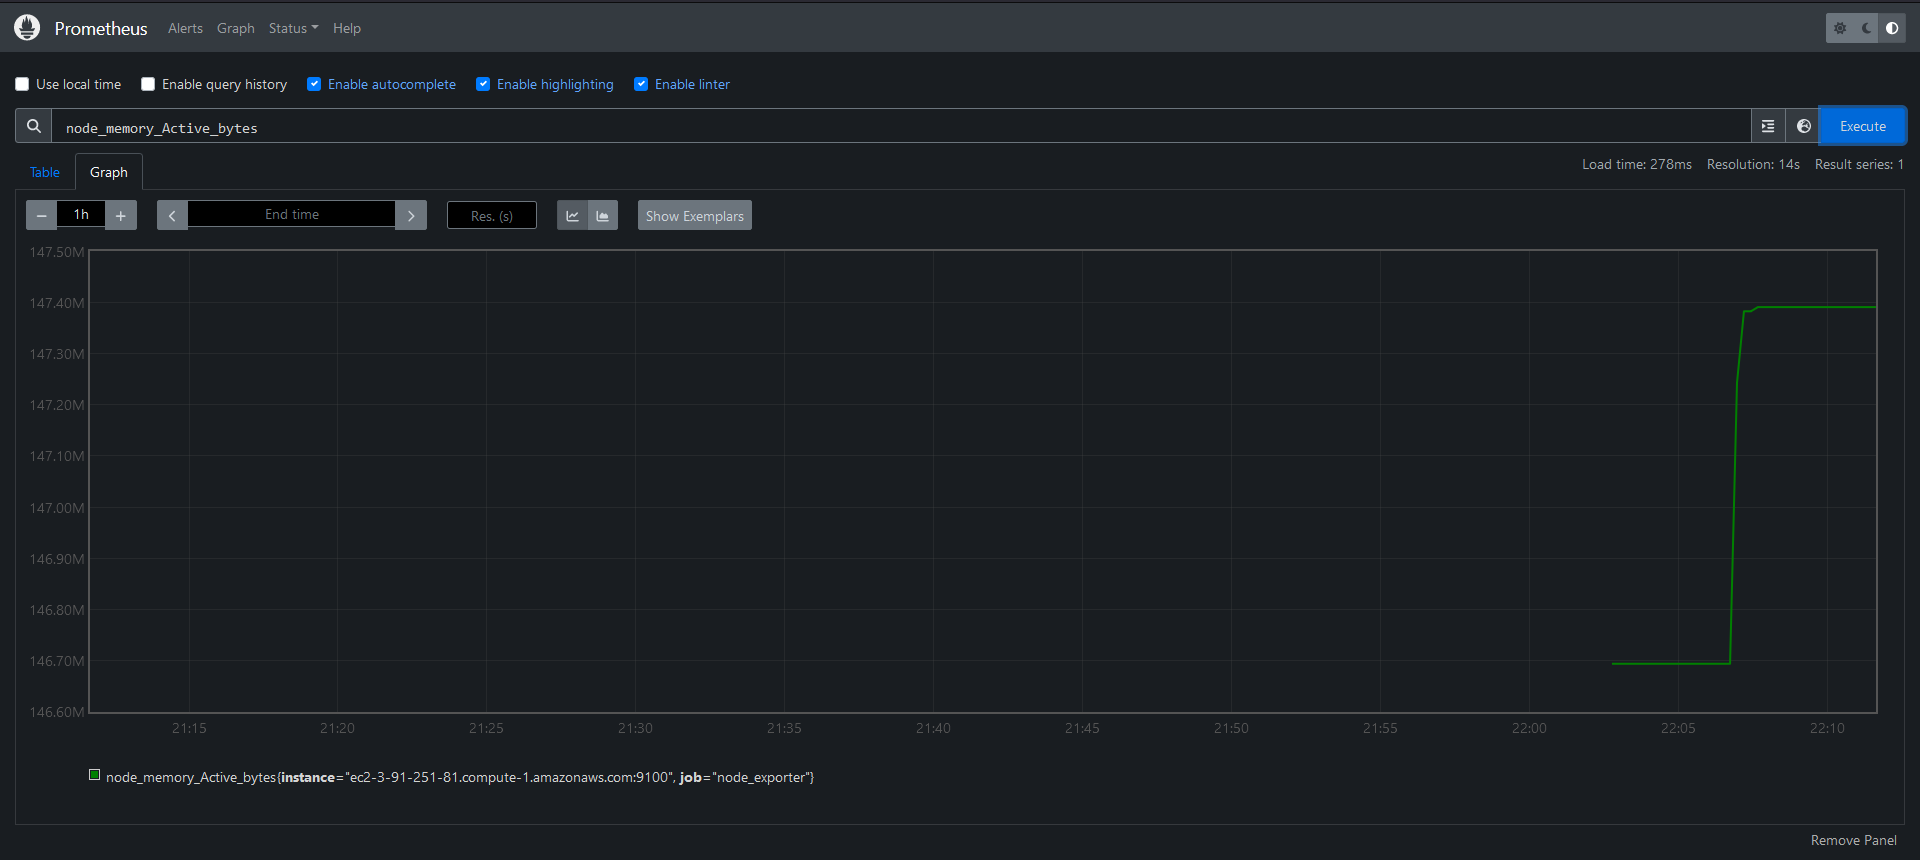 Prometheus Alerts Graph Status Help
Use local time Enable query history Enable autocomplete Enable highlighting Enable linter
node_memory_Active_bytes Execute
Table Graph Load time: 278ms Resolution: 14s Result series: 1
− 1h + End time Res. (s) Show Exemplars
147.50M
147.40M
147.30M
147.20M
147.10M
147.00M
146.90M
146.80M
146.70M
146.60M
21:15 21:20 21:25 21:30 21:35 21:40 21:45 21:50 21:55 22:00 22:05 22:10
node_memory_Active_bytes{instance="ec2-3-91-251-81.compute-1.amazonaws.com:9100", job="node_exporter"}
Remove Panel